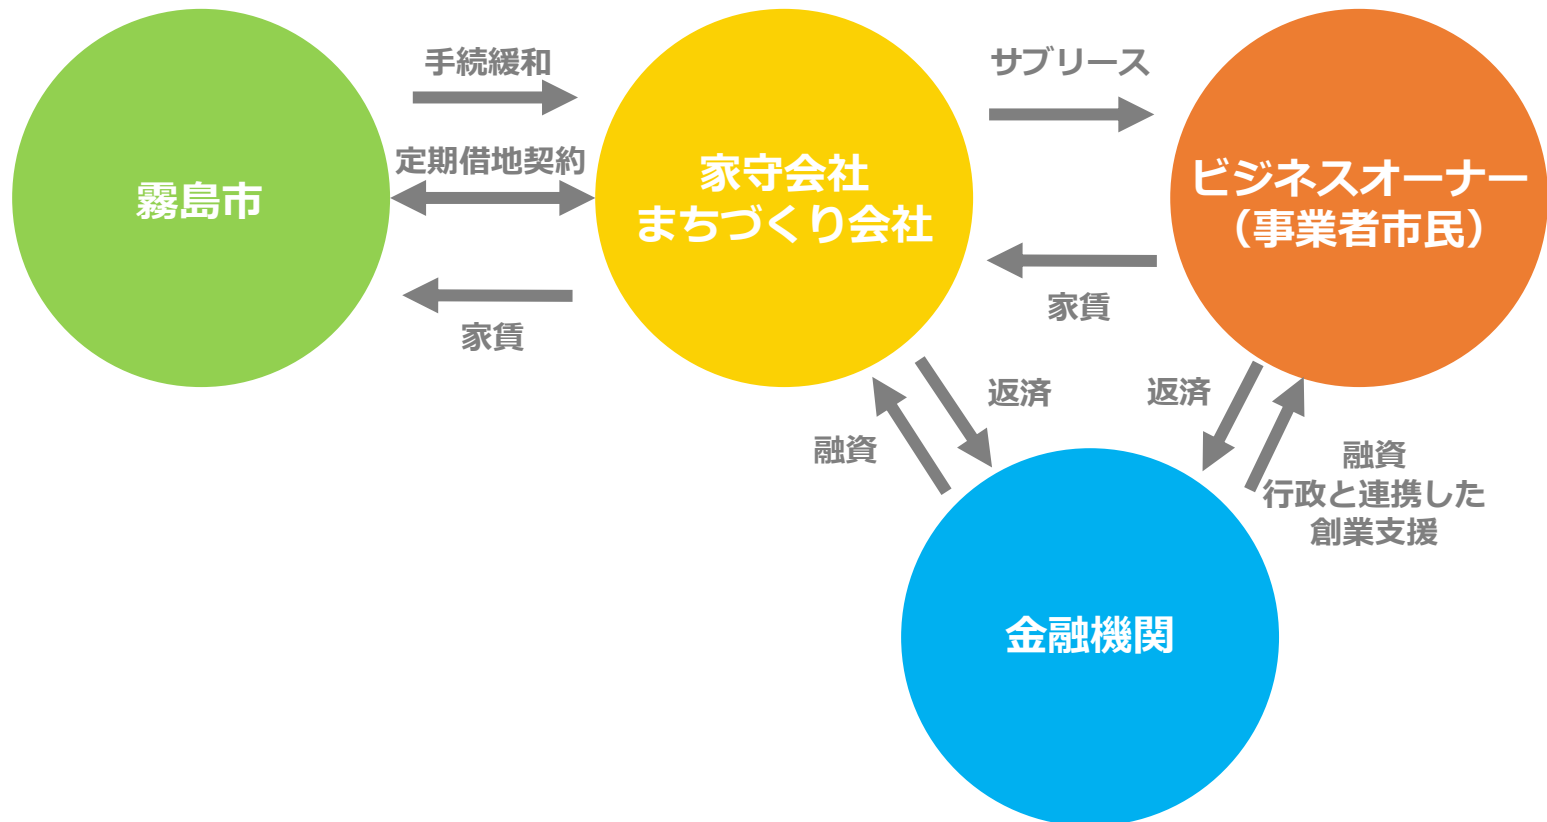 手続緩和
サブリース
定期借地契約
霧島市
家守会社
まちづくり会社
ビジネスオーナー
（事業者市民）
家賃
家賃
返済
返済
融資
融資
行政と連携した
創業支援
金融機関